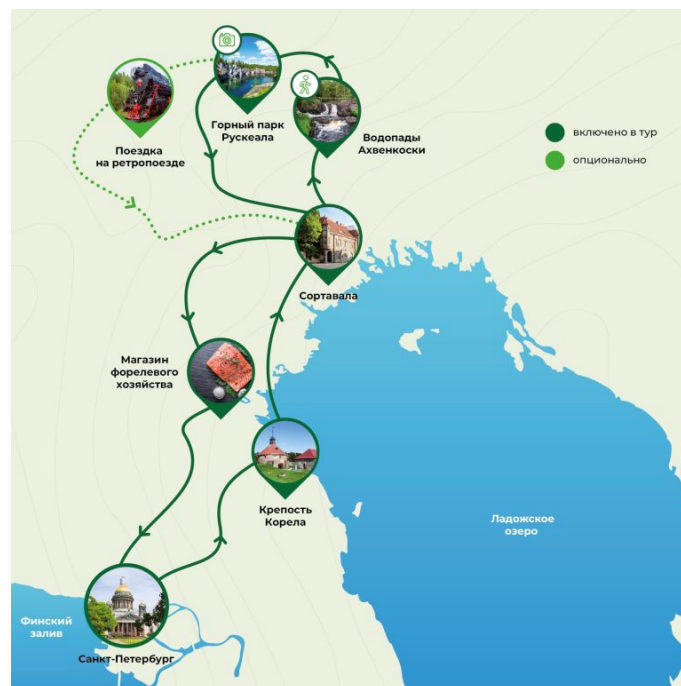 Горный парк
Рускеала
Водопады
Ахвенкоски
включено в тур
опционально
Поездка
на ретропоезде
Сортавала
Магазин
форелевого
хозяйства
Крепость
Корела
Ладожское
озеро
Финский
залив
Санкт-Петербург